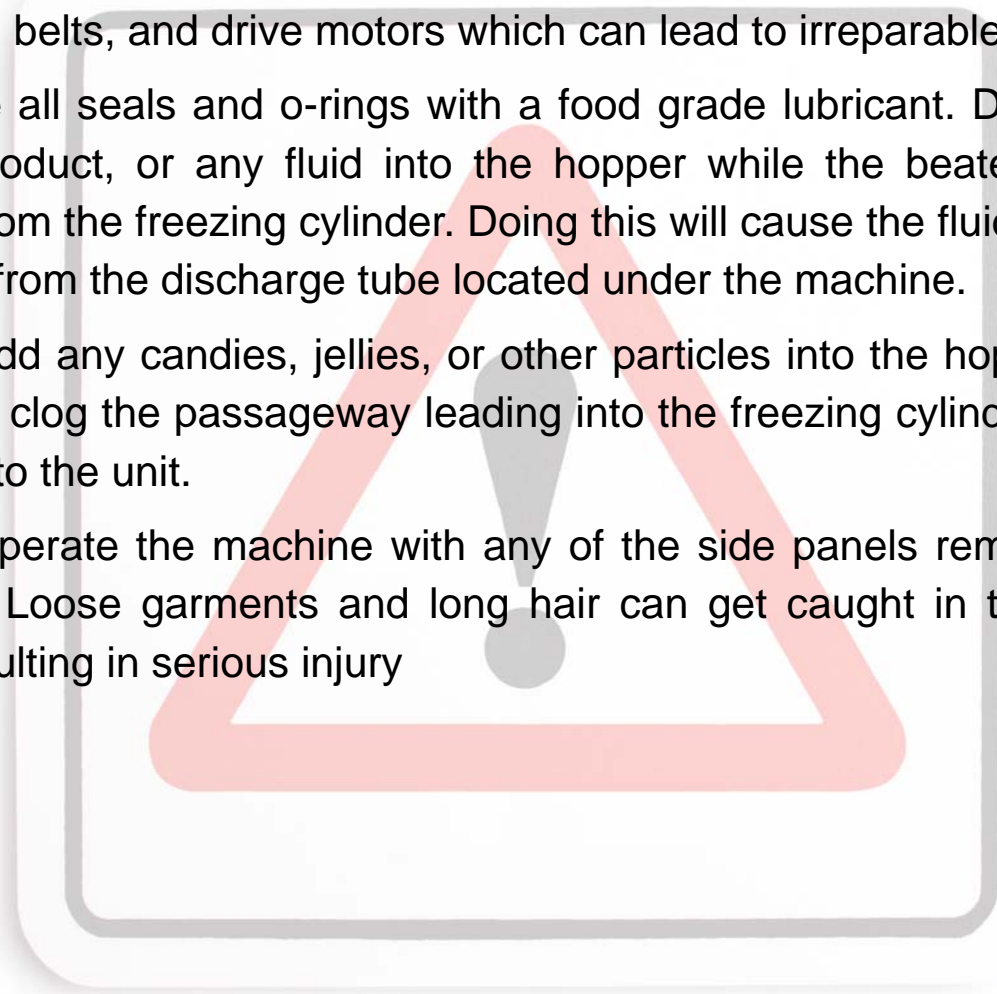 belts, and drive motors which can lead to irreparable
all seals and o-rings with a food grade lubricant. D
oduct, or any fluid into the hopper while the beate
om the freezing cylinder. Doing this will cause the fluid
from the discharge tube located under the machine.
dd any candies, jellies, or other particles into the hop
clog the passageway leading into the freezing cylind
to the unit.
perate the machine with any of the side panels rem
Loose garments and long hair can get caught in t
ulting in serious injury